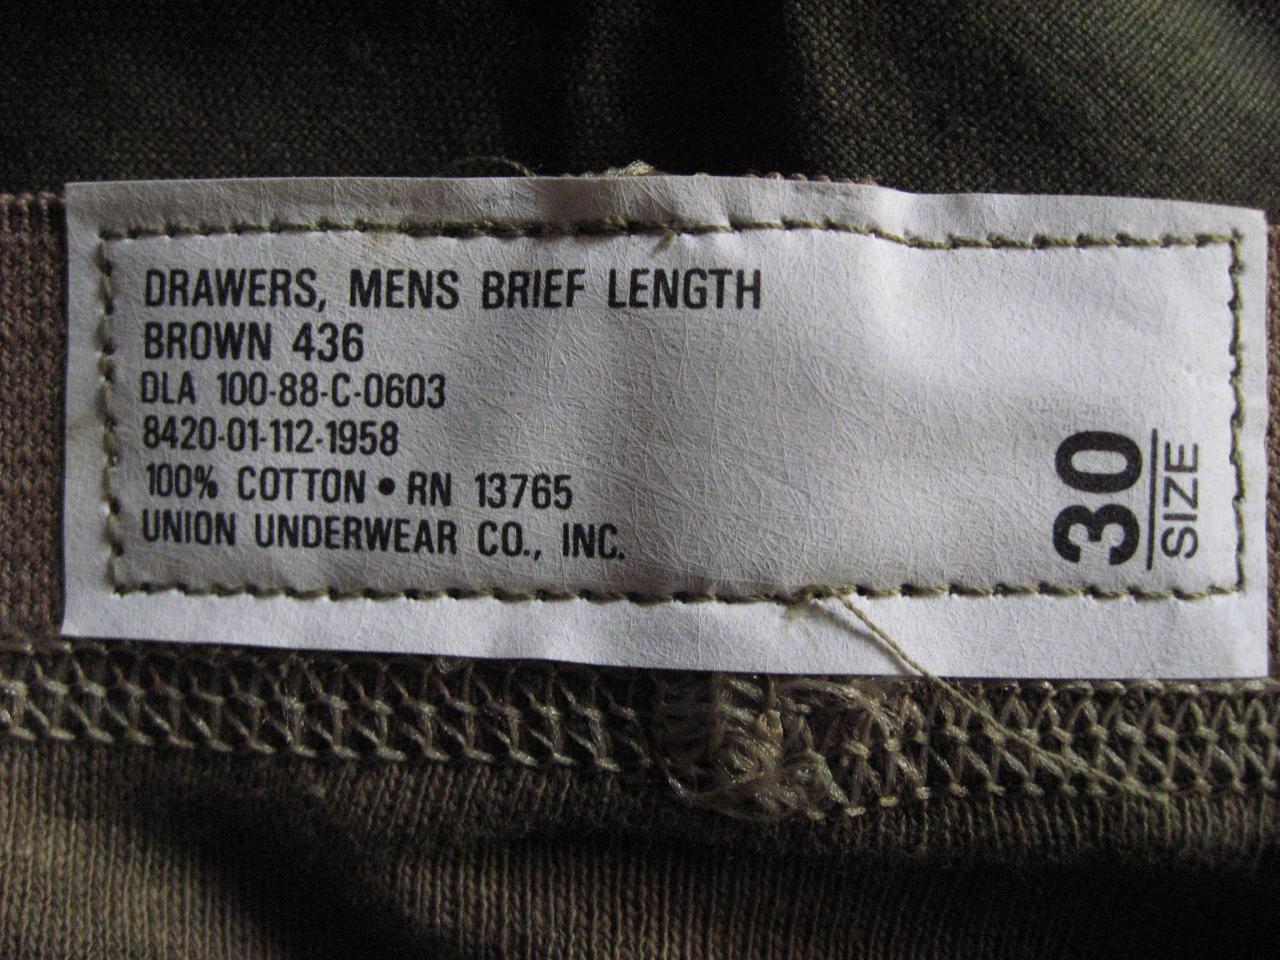 DRAWERS, MENS BRIEF LENGTH
BROWN 436
DLA 100-88-C-0603
8420-01-112-1958
100% COTTON • RN 13765
UNION UNDERWEAR CO., INC.
30
SIZE